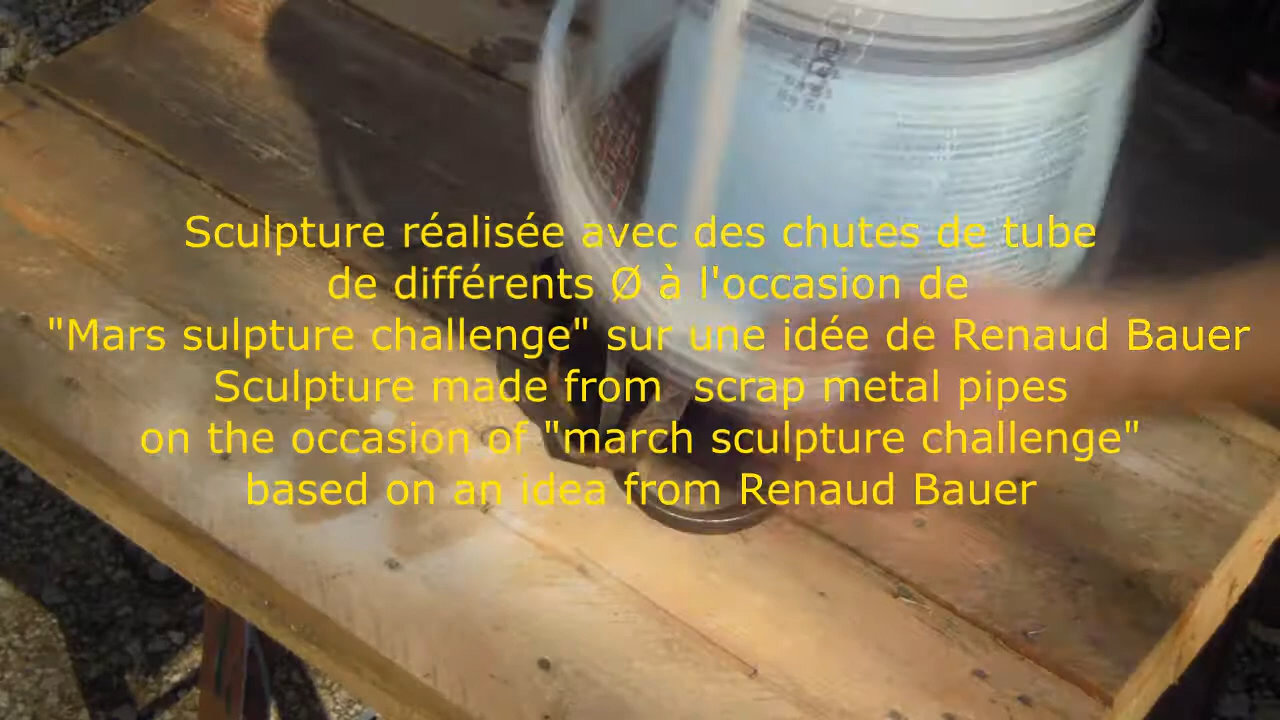 Sculpture réalisée avec des chutes de tube
de différents Ø à l'occasion de
"Mars sulpture challenge" sur une idée de Renaud Bauer
Sculpture made from  scrap metal pipes
on the occasion of "march sculpture challenge"
based on an idea from Renaud Bauer